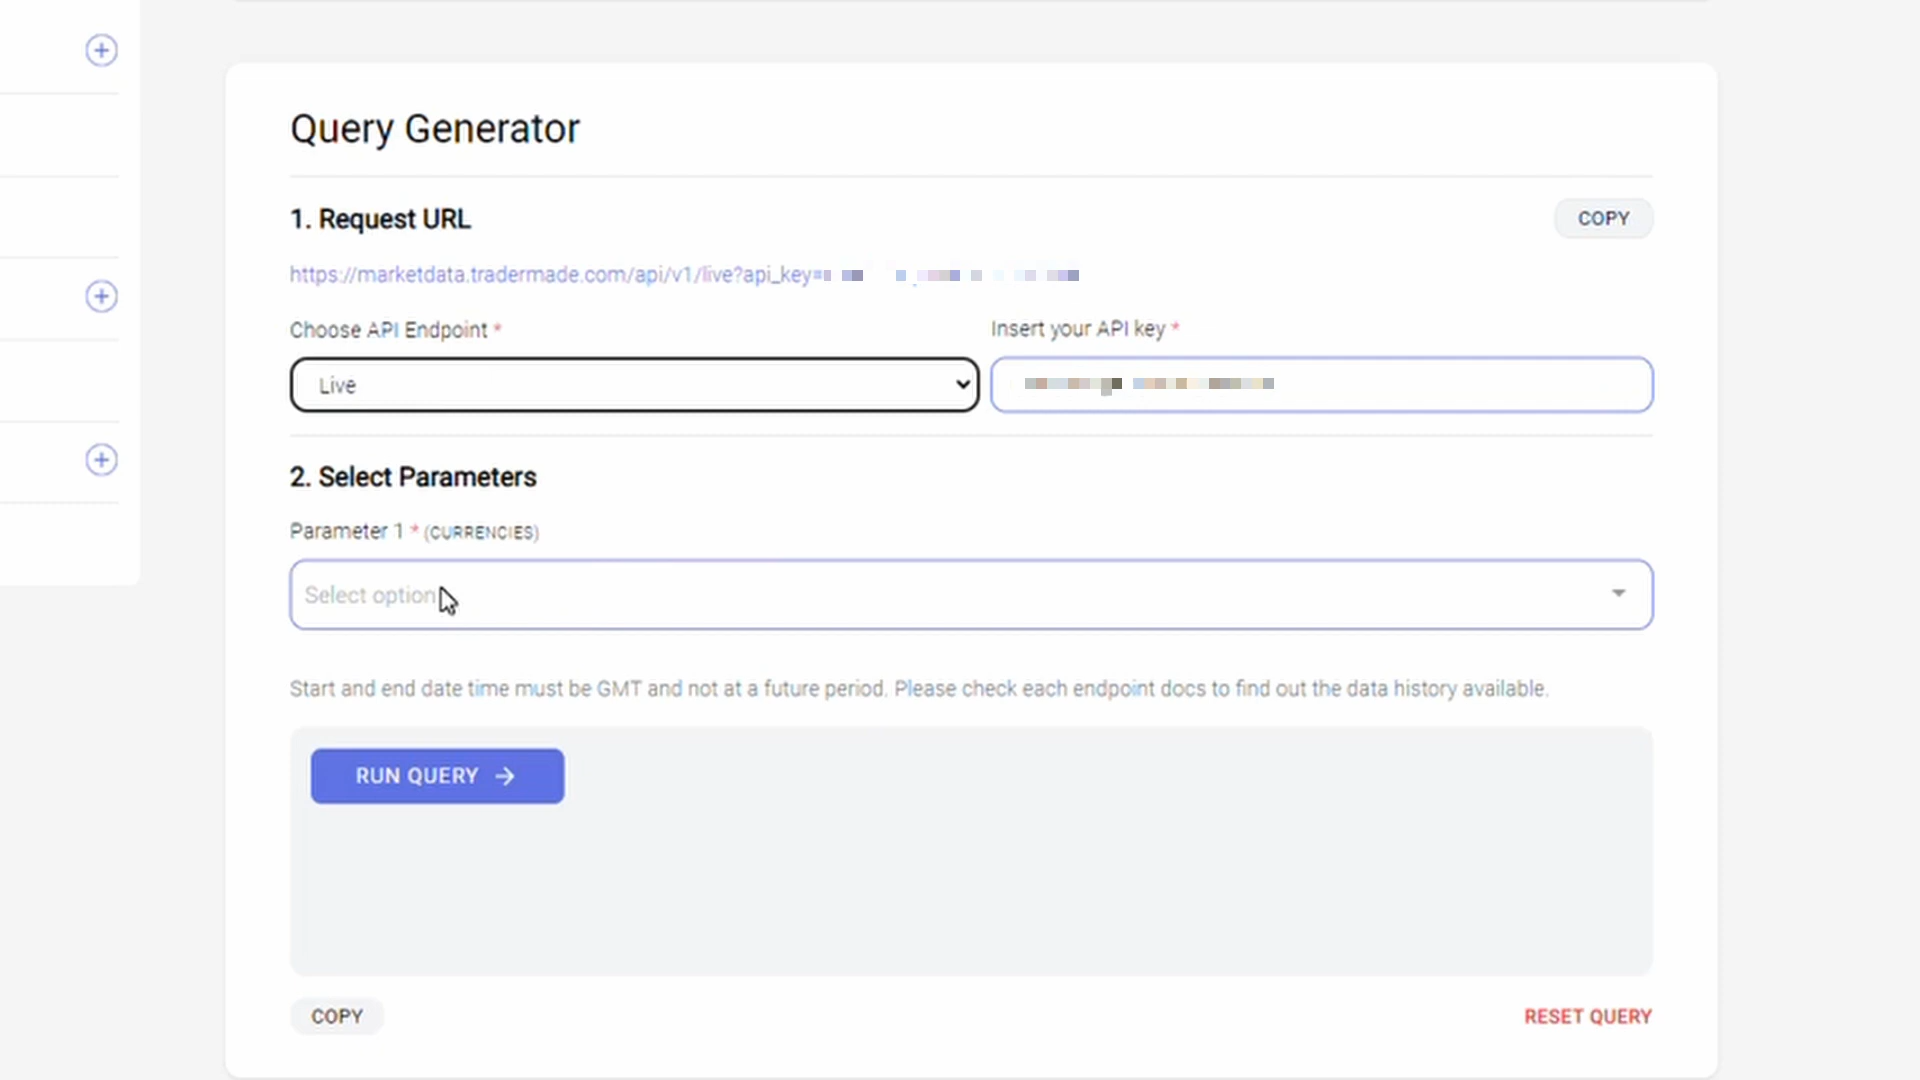 Query Generator
1. Request URL
COPY
https://marketdata.tradermade.com/api/v1/live?api_key=
Choose API Endpoint *
Insert your API key *
Live
2. Select Parameters
Parameter 1 * (CURRENCIES)
Select option
Start and end date time must be GMT and not at a future period. Please check each endpoint docs to find out the data history available.
RUN QUERY →
COPY
RESET QUERY